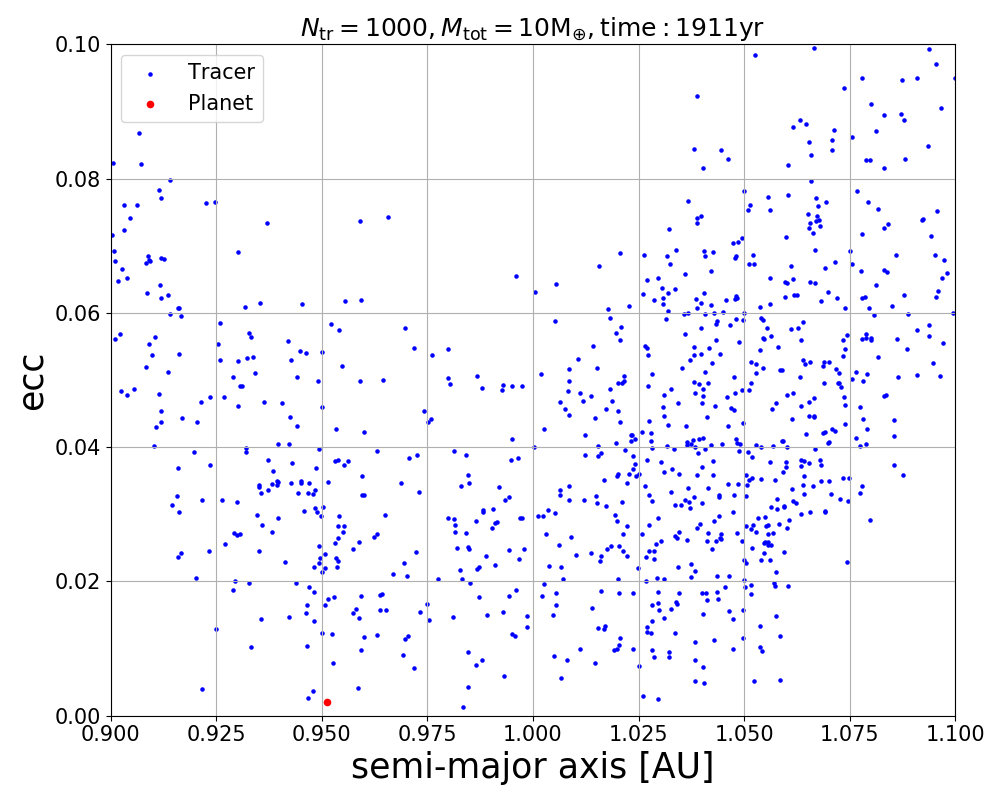 N_tr = 1000, M_tot = 10M_⊕, time : 1911yr
0.10
Tracer
Planet
0.08
0.06
ecc
0.04
0.02
0.00
0.900 0.925 0.950 0.975 1.000 1.025 1.050 1.075 1.100
semi-major axis [AU]